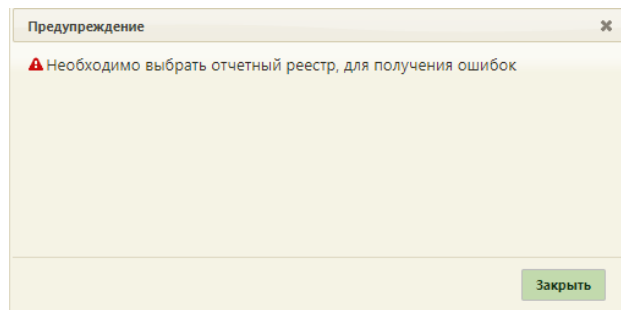 Предупреждение
Необходимо выбрать отчетный реестр, для получения ошибок
Закрыть